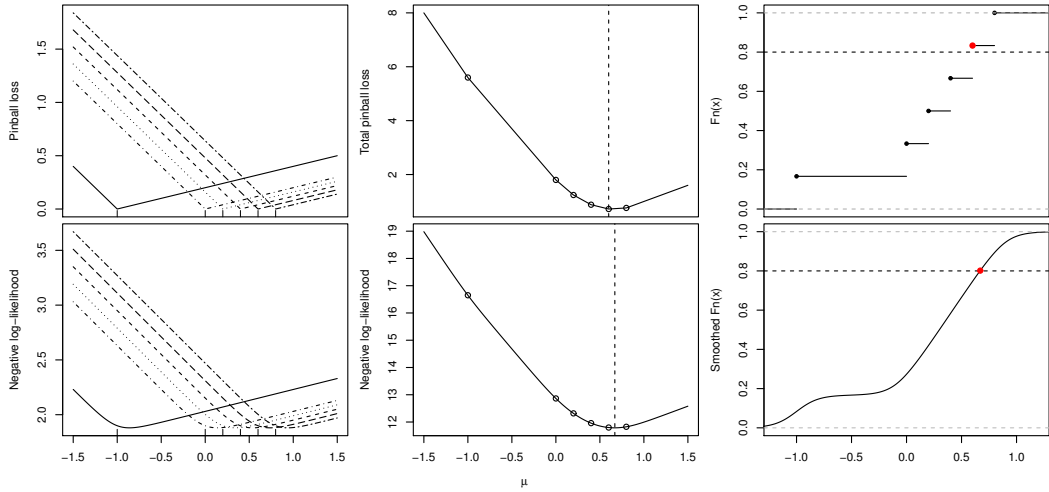 Pinball loss
0.0 0.5 1.0 1.5
Total pinball loss
2 4 6 8
Fn(x)
0.0 0.2 0.4 0.6 0.8 1.0
Negative log−likelihood
2.0 2.5 3.0 3.5
−1.5 −1.0 −0.5 0.0 0.5 1.0 1.5
Negative log−likelihood
12 13 14 16 17 18 19
−1.5 −1.0 −0.5 0.0 0.5 1.0 1.5
μ
Smoothed Fn(x)
0.0 0.2 0.4 0.6 0.8 1.0
−1.0 0.0 0.5 1.0